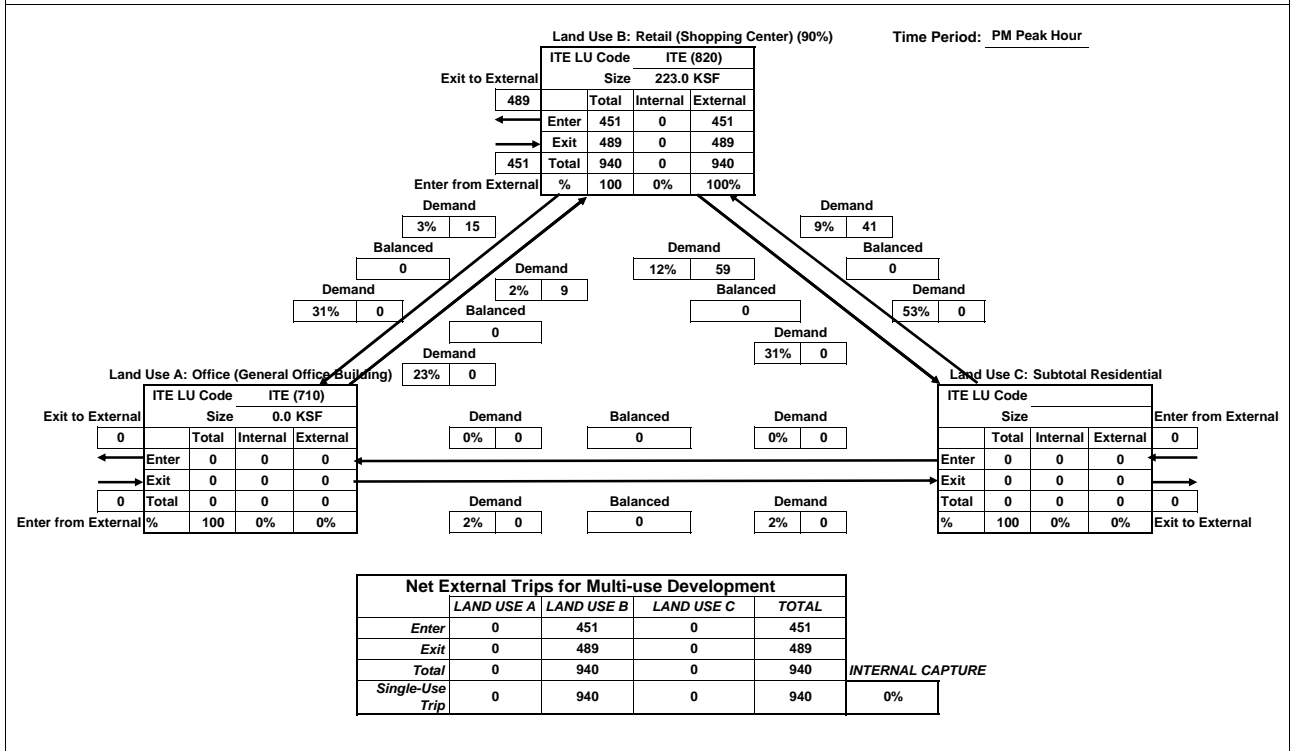 Land Use B: Retail (Shopping Center) (90%)
Time Period: PM Peak Hour
ITE LU Code ITE (820)
Exit to External Size 223.0 KSF
489 Total Internal External
Enter 451 0 451
Exit 489 0 489
451 Total 940 0 940
Enter from External % 100 0% 100%
Demand Demand
3% 15 9% 41
Balanced Demand Balanced
0 12% 59 0
Demand
2% 9
Demand Balanced Demand
31% 0 0 53% 0
Balanced
0
Demand
31% 0
Demand
23% 0
Land Use A: Office (General Office Building)
ITE LU Code ITE (710)
Exit to External Size 0.0 KSF
0 Total Internal External
Enter 0 0 0
Exit 0 0 0
0 Total 0 0 0
Enter from External % 100 0% 0%
Demand Balanced Demand
0% 0 0 0% 0
Demand Balanced Demand
2% 0 0 2% 0
Land Use C: Subtotal Residential
ITE LU Code
Size Enter from External
Total Internal External 0
Enter 0 0 0
Exit 0 0 0
Total 0 0 0 0
% 100 0% 0% Exit to External
Net External Trips for Multi-use Development
LAND USE A LAND USE B LAND USE C TOTAL
Enter 0 451 0 451
Exit 0 489 0 489
Total 0 940 0 940 INTERNAL CAPTURE
Single-Use Trip 0 940 0 940 0%